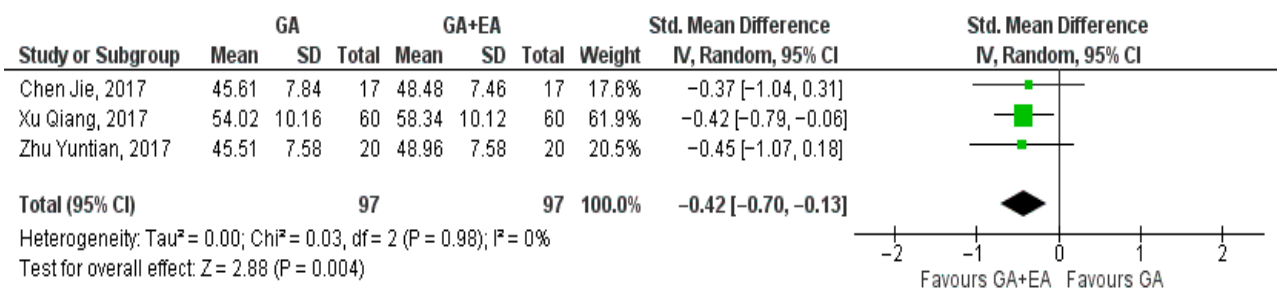 GA GA+EA Std. Mean Difference Std. Mean Difference
Study or Subgroup Mean SD Total Mean SD Total Weight IV, Random, 95% CI IV, Random, 95% CI
Chen Jie, 2017 45.61 7.84 17 48.48 7.46 17 17.6% −0.37 [−1.04, 0.31]
Xu Qiang, 2017 54.02 10.16 60 58.34 10.12 60 61.9% −0.42 [−0.79, −0.06]
Zhu Yuntian, 2017 45.51 7.58 20 48.96 7.58 20 20.5% −0.45 [−1.07, 0.18]
Total (95% CI) 97 97 100.0% −0.42 [−0.70, −0.13]
Heterogeneity: Tau² = 0.00; Chi² = 0.03, df = 2 (P = 0.98); I² = 0%
Test for overall effect: Z = 2.88 (P = 0.004)
−2 −1 0 1 2
Favours GA+EA Favours GA